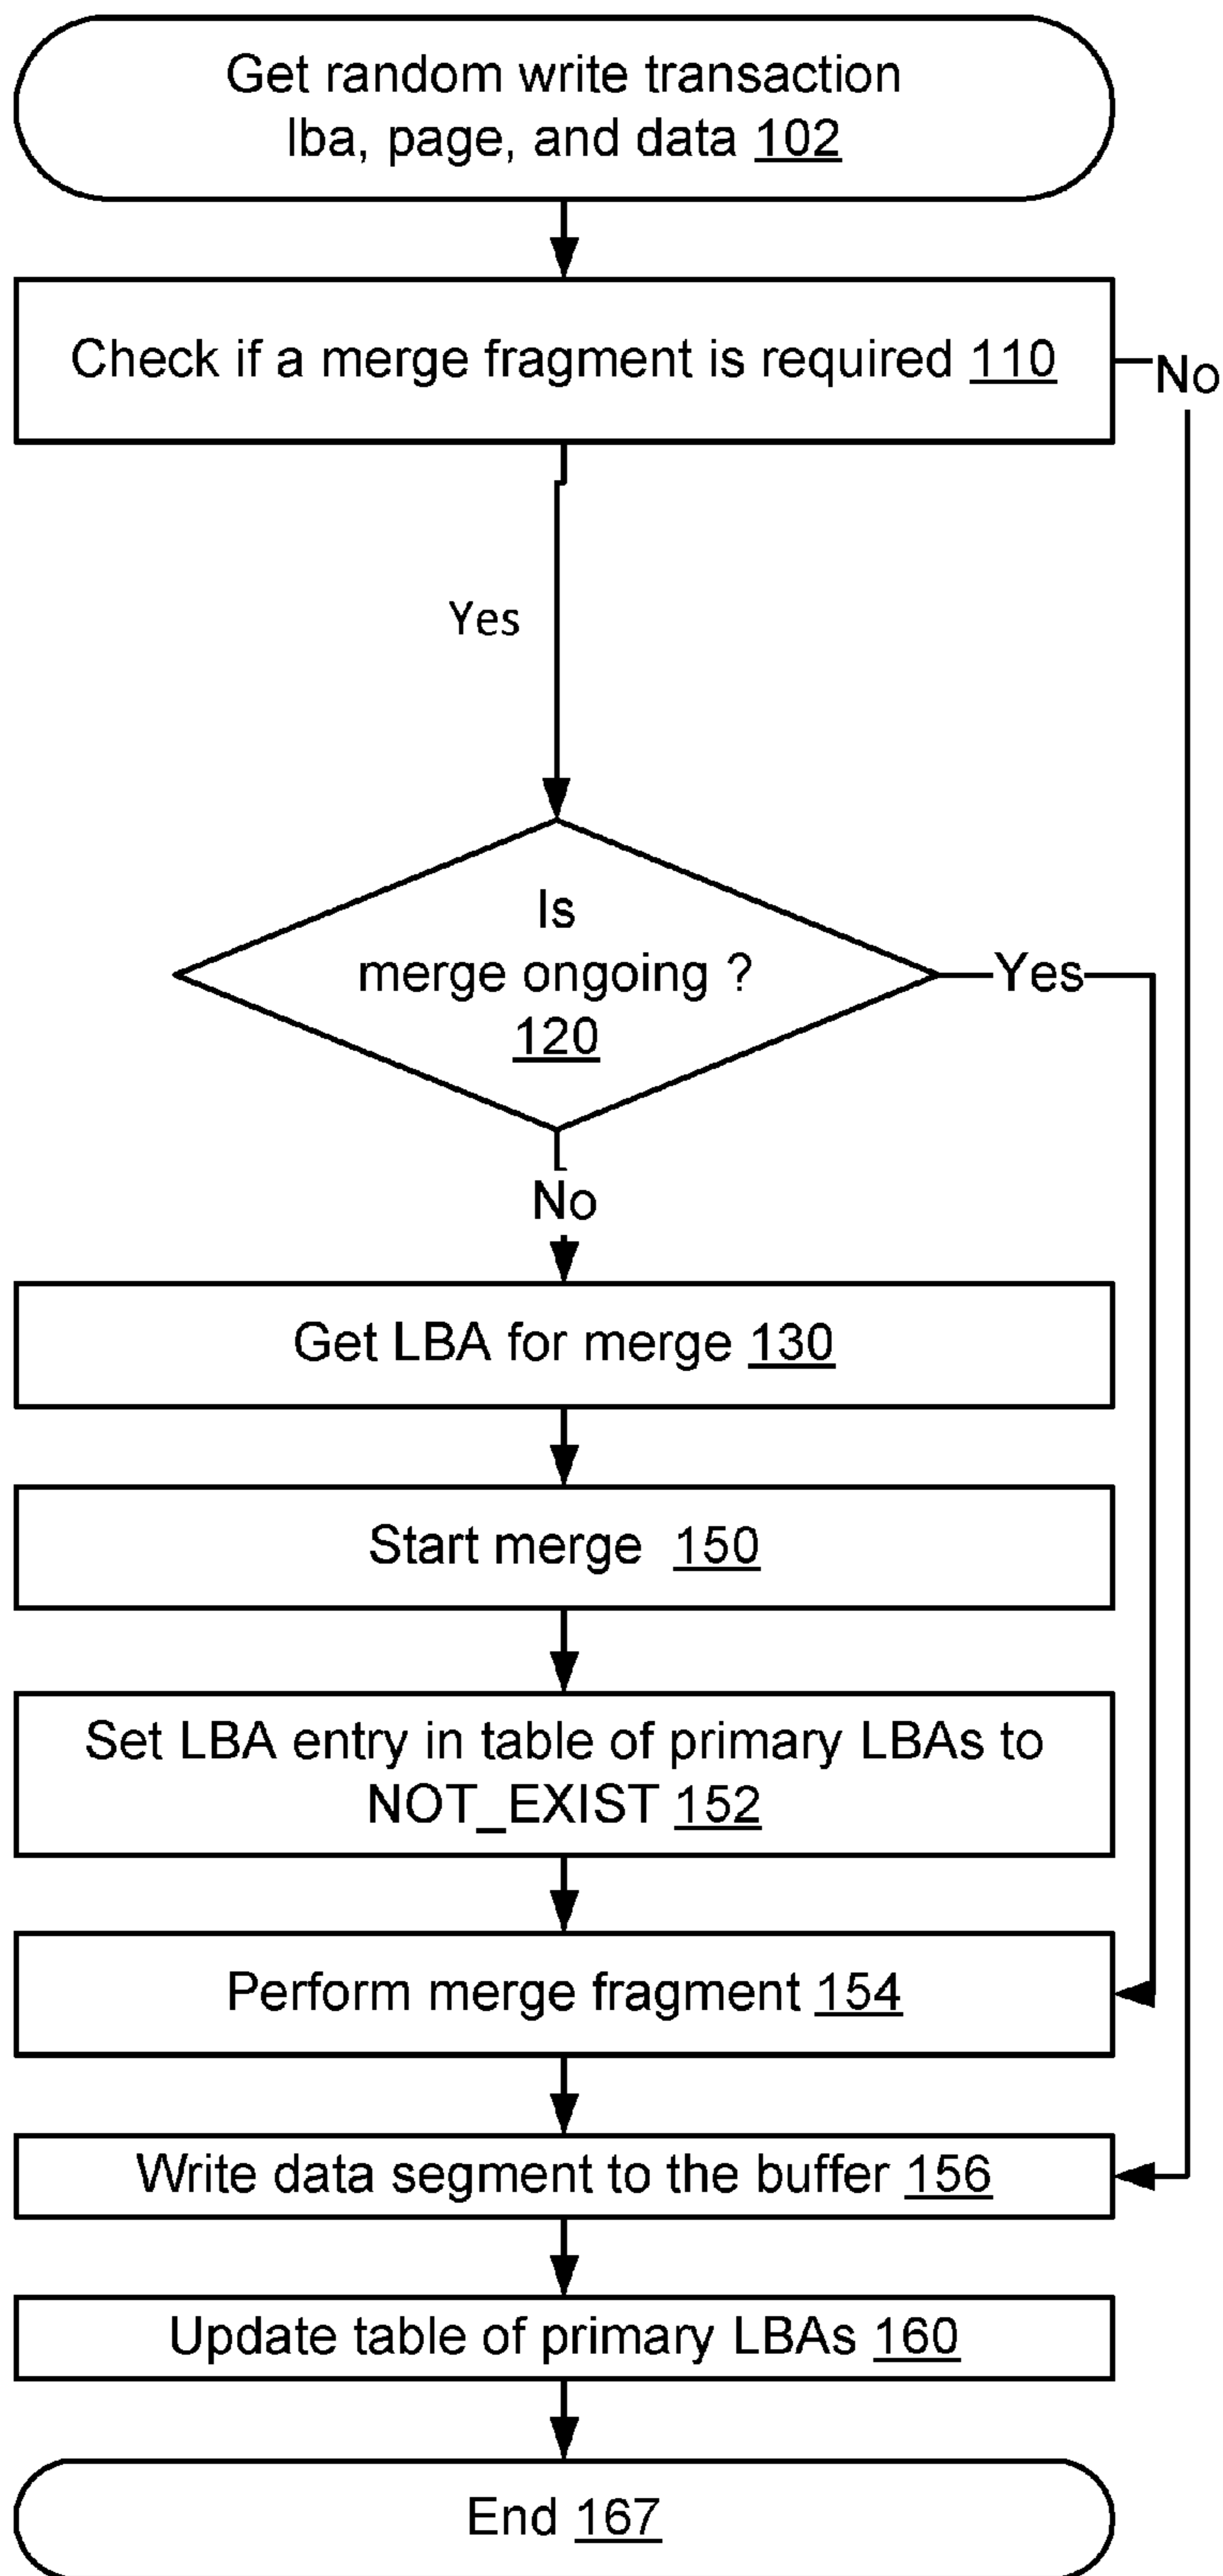 Get random write transaction
lba, page, and data 102
Check if a merge fragment is required 110
No
Yes
Is
merge ongoing ?
120
Yes
No
Get LBA for merge 130
Start merge 150
Set LBA entry in table of primary LBAs to
NOT_EXIST 152
Perform merge fragment 154
Write data segment to the buffer 156
Update table of primary LBAs 160
End 167